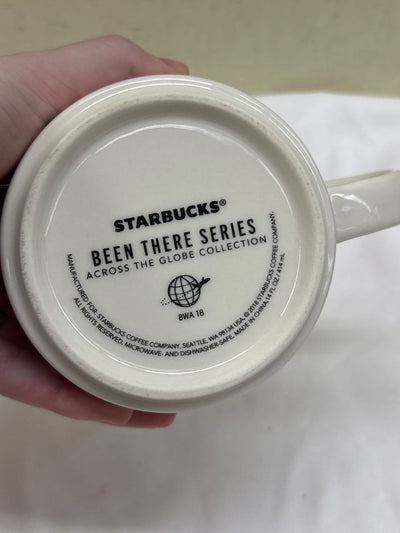 STARBUCKS®
BEEN THERE SERIES
ACROSS THE GLOBE COLLECTION
BWA 18
MANUFACTURED FOR STARBUCKS COFFEE COMPANY, SEATTLE, WA 98134 USA. © 2018 STARBUCKS COFFEE COMPANY.
ALL RIGHTS RESERVED. MICROWAVE- AND DISHWASHER-SAFE. MADE IN CHINA. 14 FL OZ / 414 mL